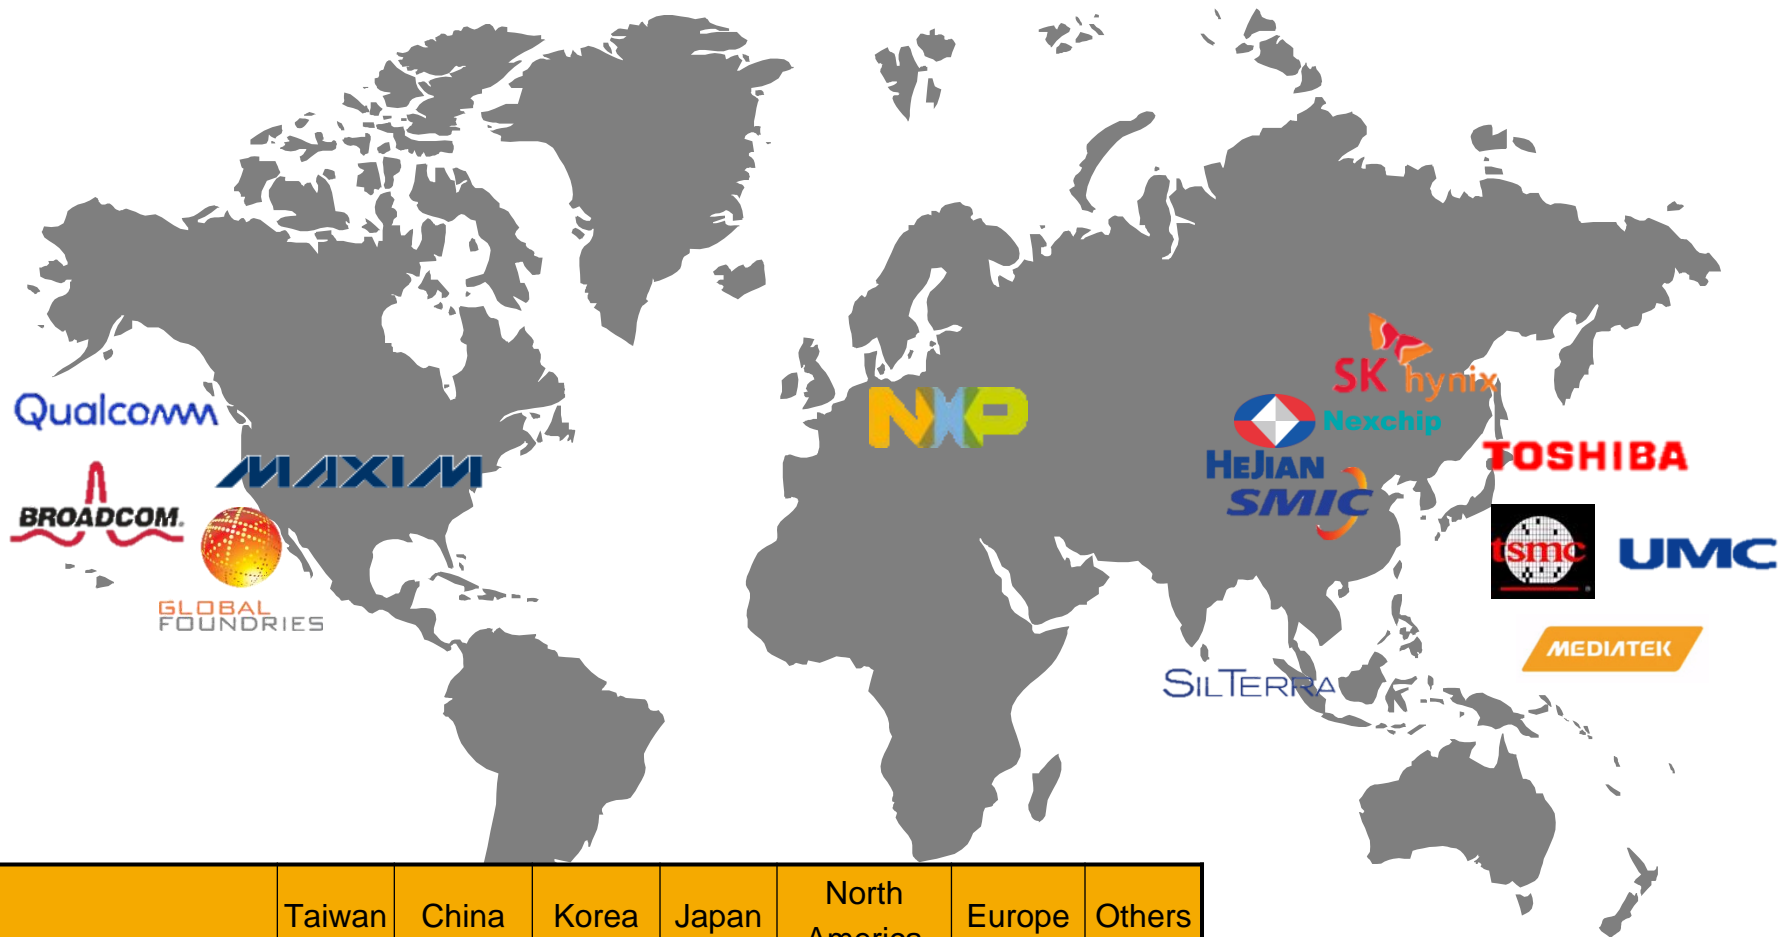 SK hynix
Qualcomm
NXP
Nexchip
MAXIM
HEJIAN
TOSHIBA
BROADCOM.
SMIC
tsmc
UMC
GLOBAL
FOUNDRIES
MEDIATEK
SILTERRA
Taiwan China Korea Japan North America Europe Others